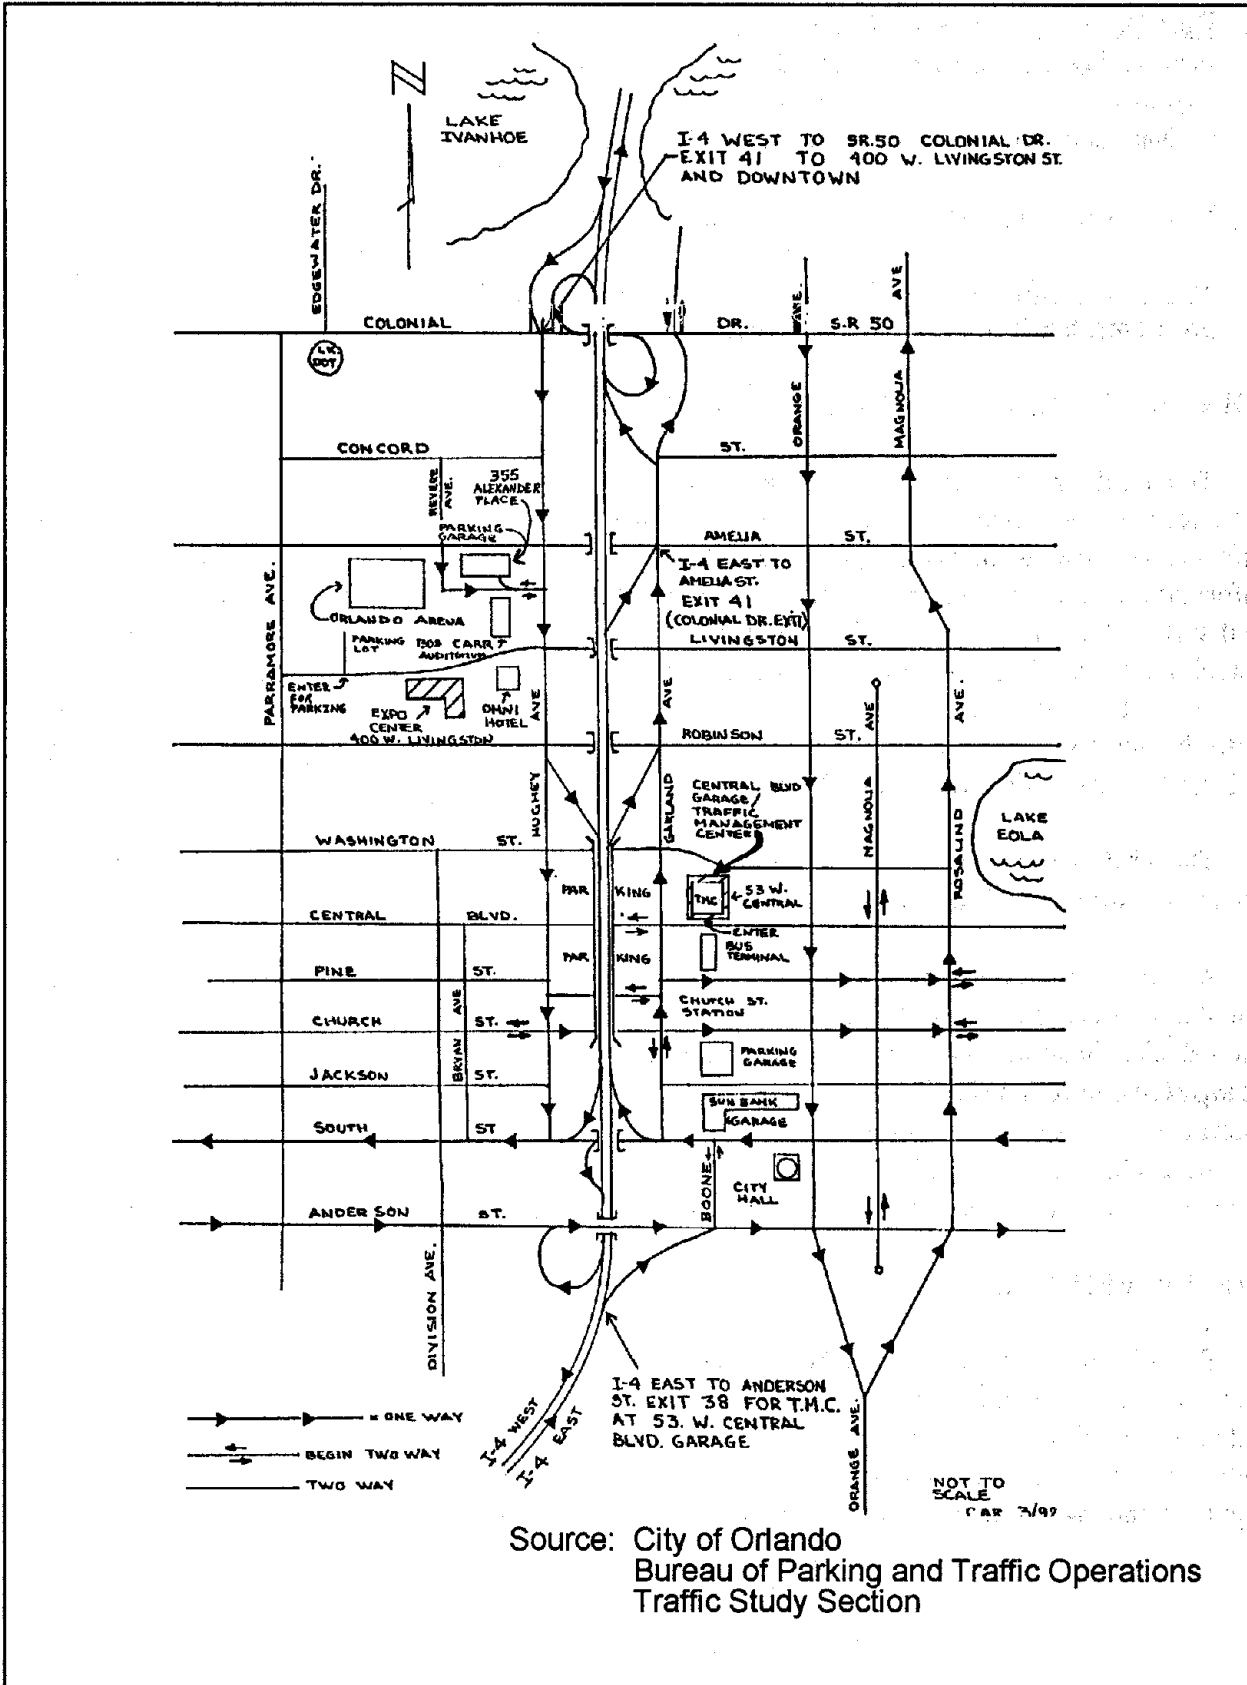 LAKE
IVANHOE
I-4 WEST TO SR.50 COLONIAL DR.
EXIT 41 TO 400 W. LIVINGSTON ST.
AND DOWNTOWN
EDGEWATER DR.
AVE.
MAGNOLIA AVE
COLONIAL DR. S.R 50
ORANGE
CONCORD ST.
REVERE
AVE.
355
ALEXANDER
PLACE
PARKING
GARAGE
AMELIA ST.
I-4 EAST TO
AMELIA ST.
EXIT 41
(COLONIAL DR. EXIT)
ORLANDO ARENA
PARKING
LOT
BOB CARR
AUDITORIUM
LIVINGSTON ST.
PARRAMORE AVE.
ENTER
FOR
PARKING
EXPO
CENTER
400 W. LIVINGSTON
OMNI
HOTEL
HUGHEY AVE
GARLAND AVE
MAGNOLIA AVE
ROSALIND AVE.
ROBINSON ST.
CENTRAL BLVD
GARAGE
TRAFFIC
MANAGEMENT
CENTER
LAKE
EOLA
WASHINGTON ST.
PAR KING
TMC
53 W.
CENTRAL
CENTRAL BLVD.
ENTER
BUS
TERMINAL
PAR KING
PINE ST.
BRYAN AVE
CHURCH ST.
STATION
CHURCH ST.
PARKING
GARAGE
JACKSON ST.
SUN BANK
GARAGE
SOUTH ST
BOONE
CITY
HALL
ANDERSON ST.
DIVISION AVE.
I-4 EAST TO ANDERSON
ST. EXIT 38 FOR T.M.C.
AT 53. W. CENTRAL
BLVD. GARAGE
I-4 WEST
I-4 EAST
ORANGE AVE.
= ONE WAY
BEGIN TWO WAY
TWO WAY
NOT TO
SCALE
Source: City of Orlando
Bureau of Parking and Traffic Operations
Traffic Study Section